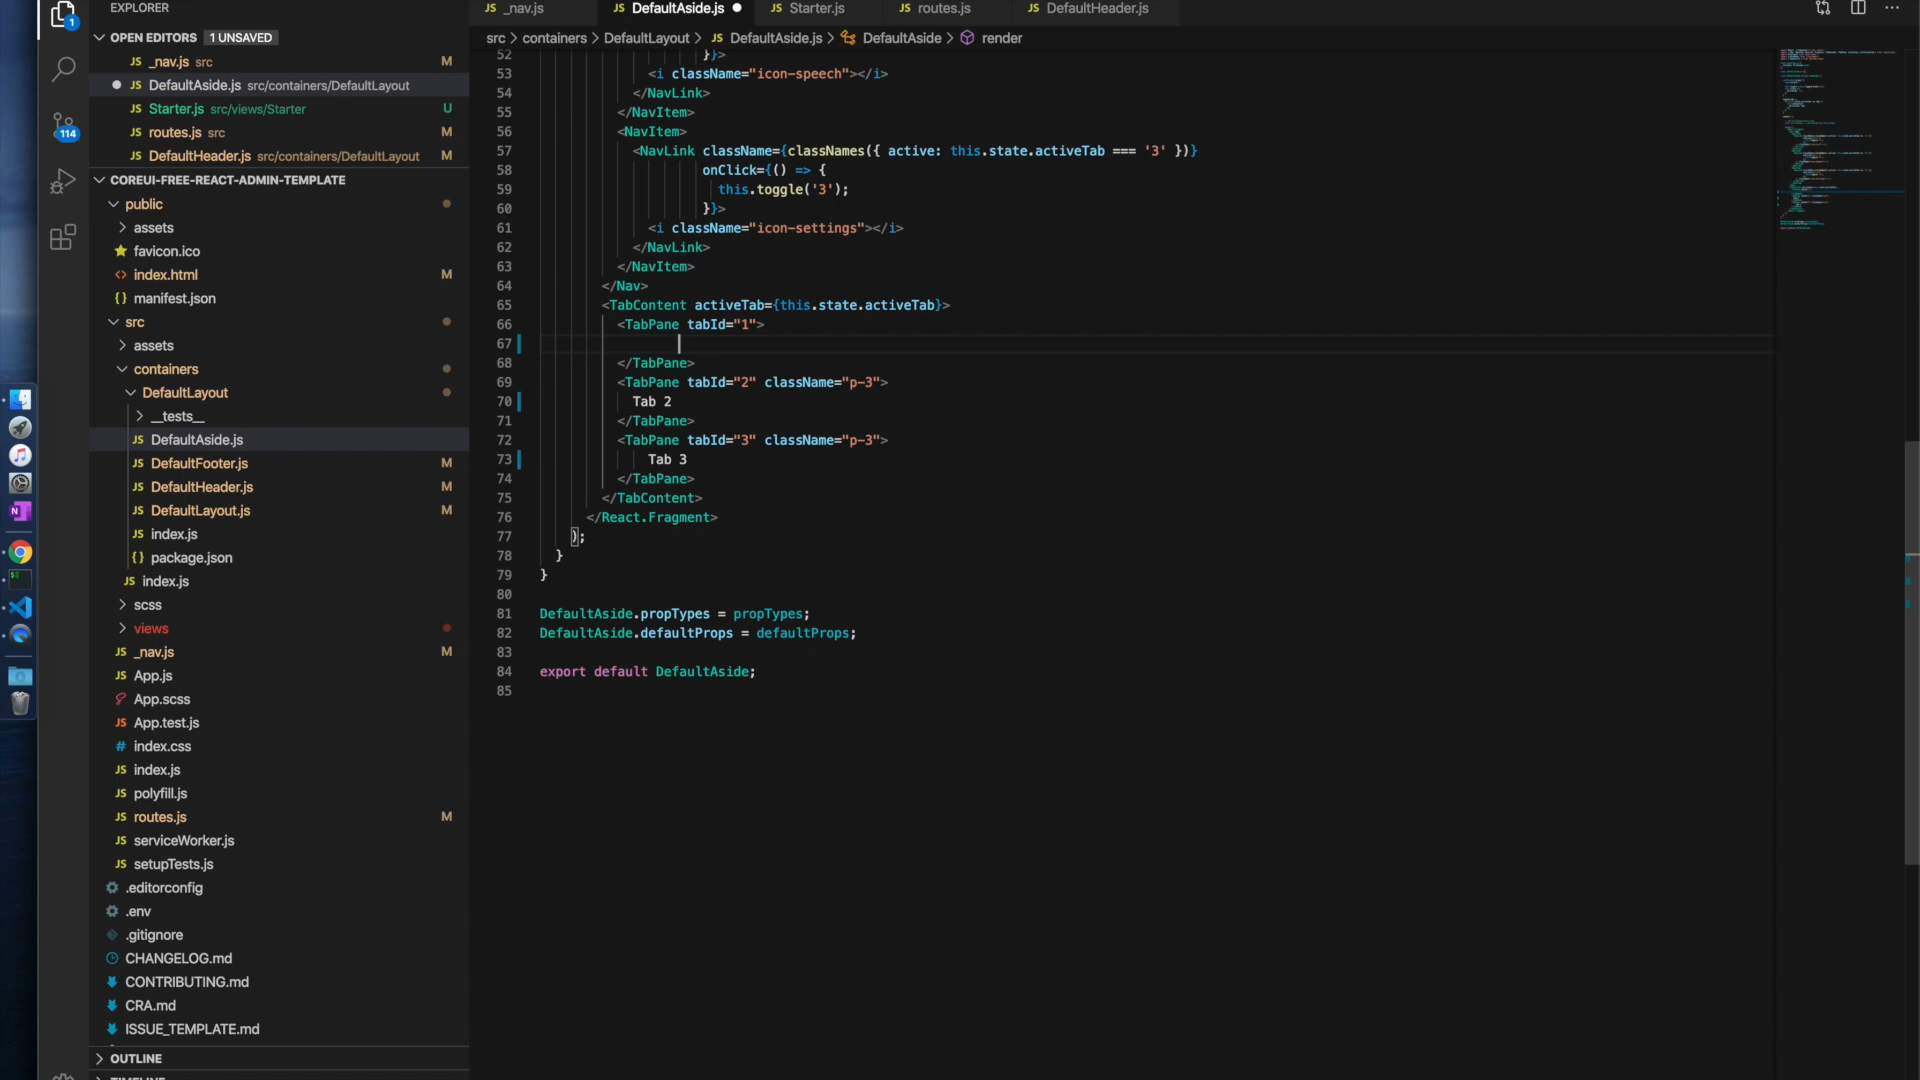 EXPLORER
OPEN EDITORS 1 UNSAVED
JS _nav.js src M
JS DefaultAside.js src/containers/DefaultLayout
JS Starter.js src/views/Starter U
JS routes.js src M
JS DefaultHeader.js src/containers/DefaultLayout M
COREUI-FREE-REACT-ADMIN-TEMPLATE
public
assets
favicon.ico
<> index.html M
{} manifest.json
src
assets
containers
DefaultLayout
__tests__
JS DefaultAside.js
JS DefaultFooter.js M
JS DefaultHeader.js M
JS DefaultLayout.js M
JS index.js
{} package.json
JS index.js
scss
views
JS _nav.js M
JS App.js
App.scss
JS App.test.js
# index.css
JS index.js
JS polyfill.js
JS routes.js M
JS serviceWorker.js
JS setupTests.js
.editorconfig
.env
.gitignore
CHANGELOG.md
CONTRIBUTING.md
CRA.md
ISSUE_TEMPLATE.md
OUTLINE
TIMELINE
1
114
JS _nav.js JS DefaultAside.js JS Starter.js JS routes.js JS DefaultHeader.js
src > containers > DefaultLayout > JS DefaultAside.js > DefaultAside > render
52 }}>
53 <i className="icon-speech"></i>
54 </NavLink>
55 </NavItem>
56 <NavItem>
57 <NavLink className={classNames({ active: this.state.activeTab === '3' })}
58 onClick={() => {
59 this.toggle('3');
60 }}>
61 <i className="icon-settings"></i>
62 </NavLink>
63 </NavItem>
64 </Nav>
65 <TabContent activeTab={this.state.activeTab}>
66 <TabPane tabId="1">
67
68 </TabPane>
69 <TabPane tabId="2" className="p-3">
70 Tab 2
71 </TabPane>
72 <TabPane tabId="3" className="p-3">
73 Tab 3
74 </TabPane>
75 </TabContent>
76 </React.Fragment>
77 );
78 }
79 }
80
81 DefaultAside.propTypes = propTypes;
82 DefaultAside.defaultProps = defaultProps;
83
84 export default DefaultAside;
85